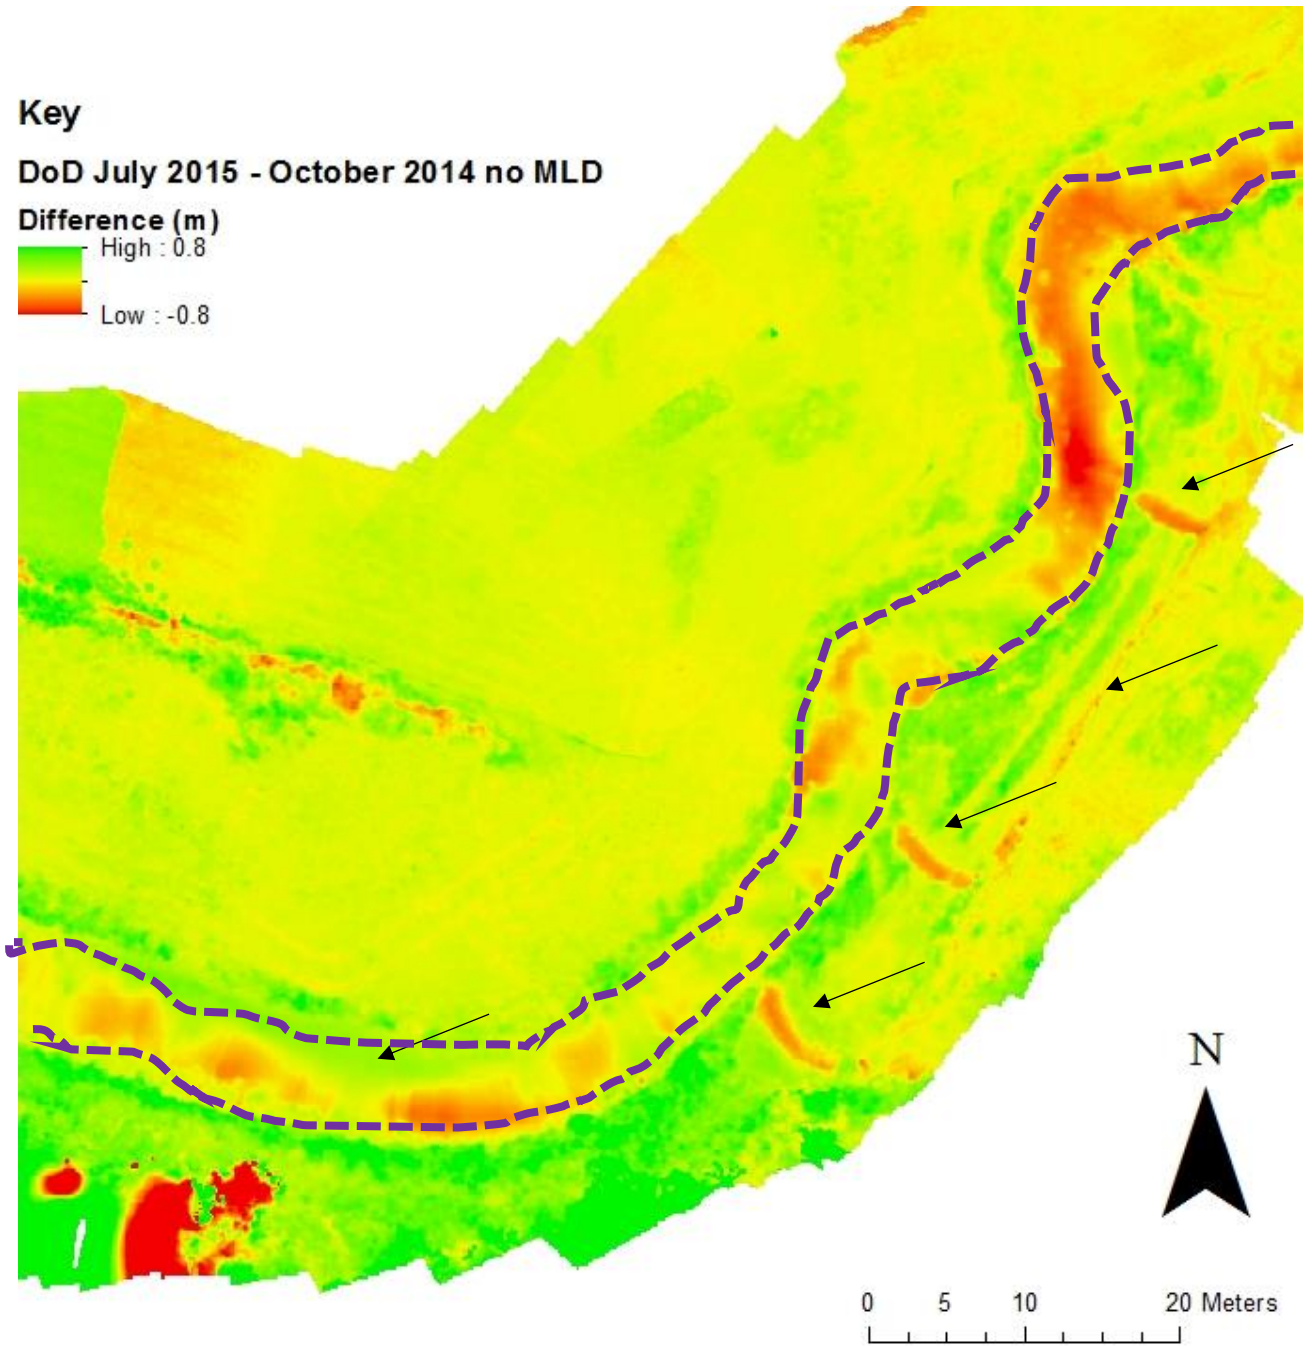 Key
DoD July 2015 - October 2014 no MLD
Difference (m)
High : 0.8
Low : -0.8
N
0 5 10 20 Meters